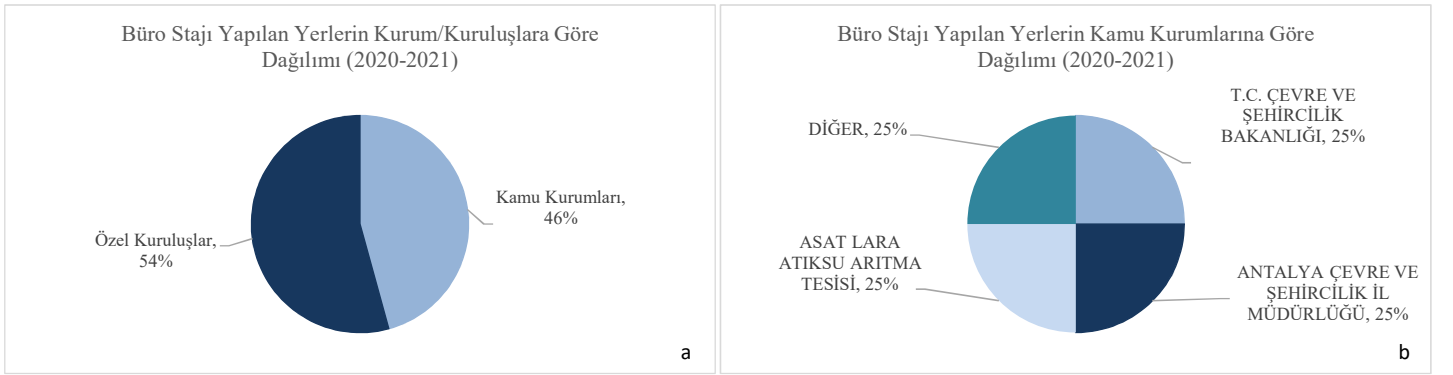 Büro Stajı Yapılan Yerlerin Kurum/Kuruluşlara Göre
Dağılımı (2020-2021)
Kamu Kurumları,
46%
Özel Kuruluşlar,
54%
a
Büro Stajı Yapılan Yerlerin Kamu Kurumlarına Göre
Dağılımı (2020-2021)
T.C. ÇEVRE VE
ŞEHİRCİLİK
BAKANLIĞI, 25%
DİĞER, 25%
ASAT LARA
ATIKSU ARITMA
TESİSİ, 25%
ANTALYA ÇEVRE VE
ŞEHİRCİLİK İL
MÜDÜRLÜĞÜ, 25%
b